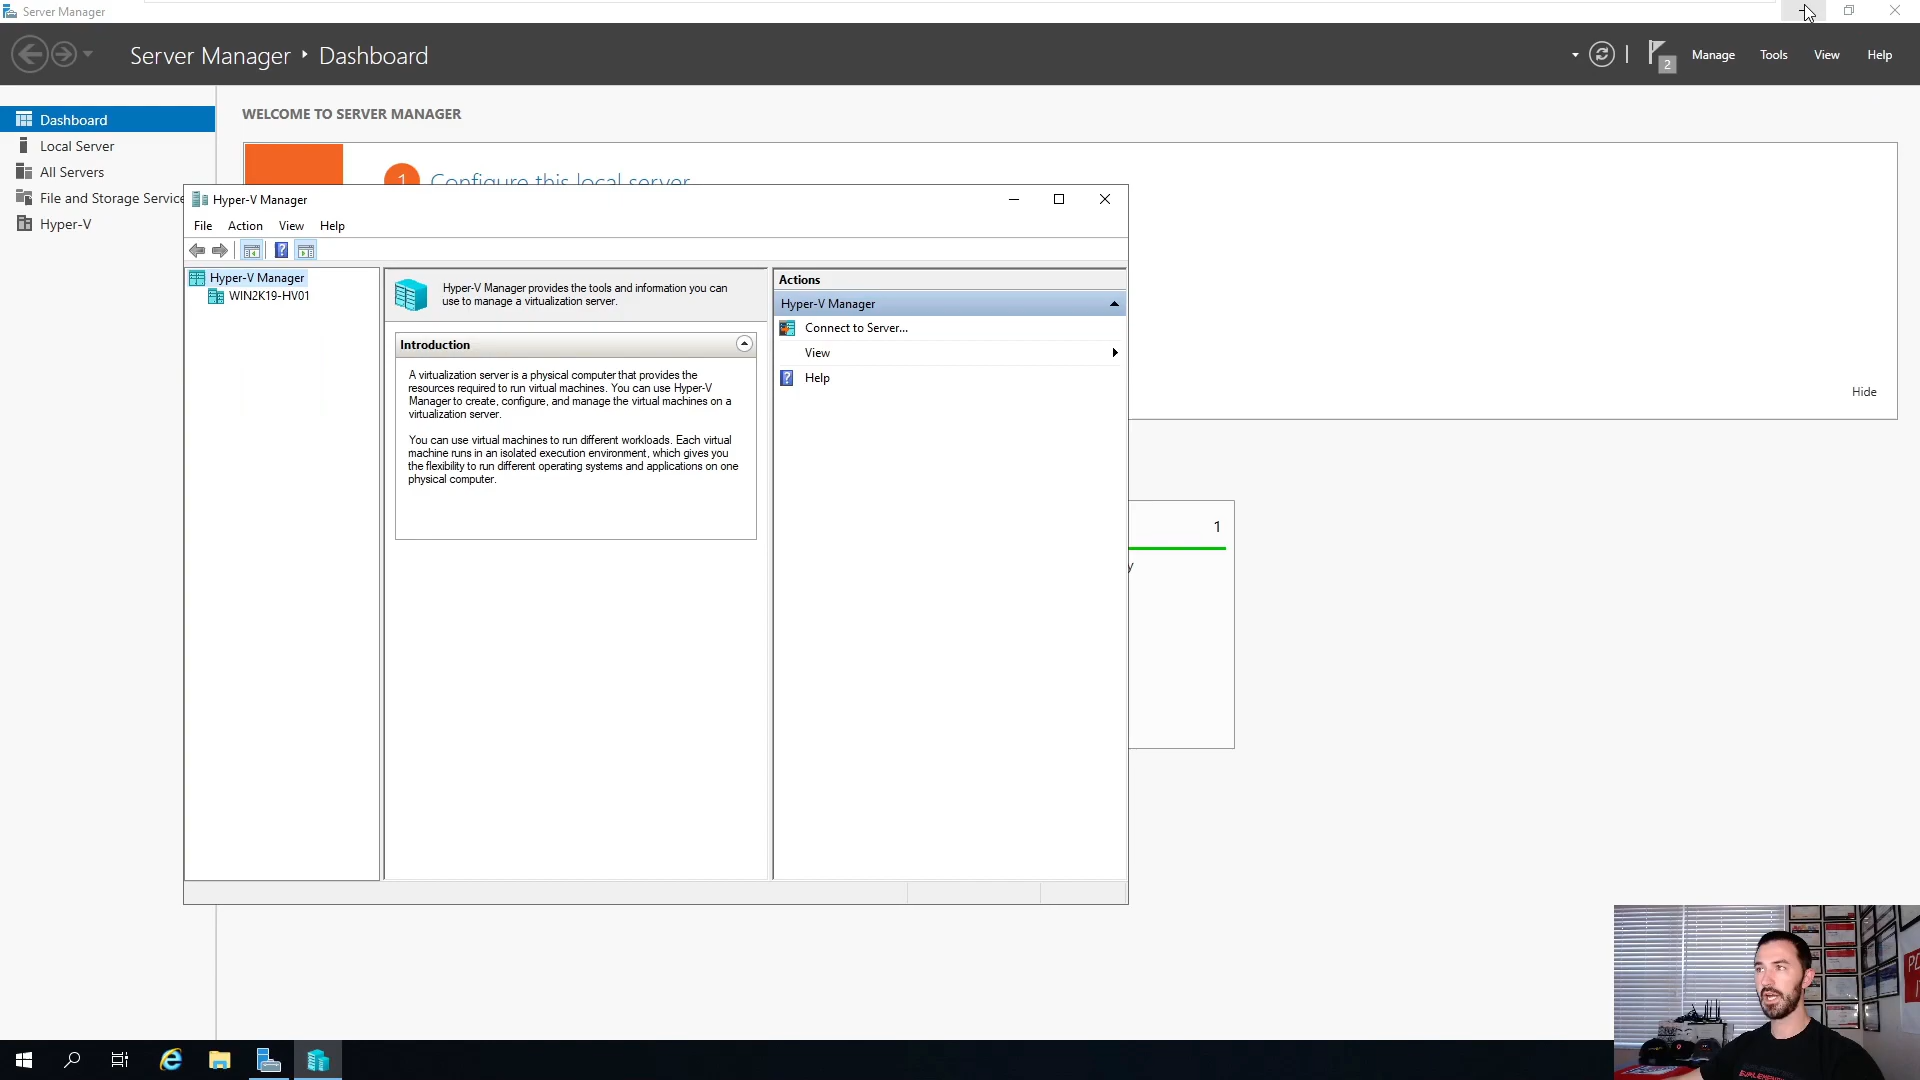 Server Manager
Server Manager ‣ Dashboard
2
Manage
Tools
View
Help
Dashboard
Local Server
All Servers
File and Storage Service
Hyper-V
WELCOME TO SERVER MANAGER
1
Configure this local server
Hide
1
y
Hyper-V Manager
File
Action
View
Help
Hyper-V Manager
WIN2K19-HV01
Hyper-V Manager provides the tools and information you can
use to manage a virtualization server.
Introduction
A virtualization server is a physical computer that provides the
resources required to run virtual machines. You can use Hyper-V
Manager to create, configure, and manage the virtual machines on a
virtualization server.
You can use virtual machines to run different workloads. Each virtual
machine runs in an isolated execution environment, which gives you
the flexibility to run different operating systems and applications on one
physical computer.
Actions
Hyper-V Manager
Connect to Server...
View
Help